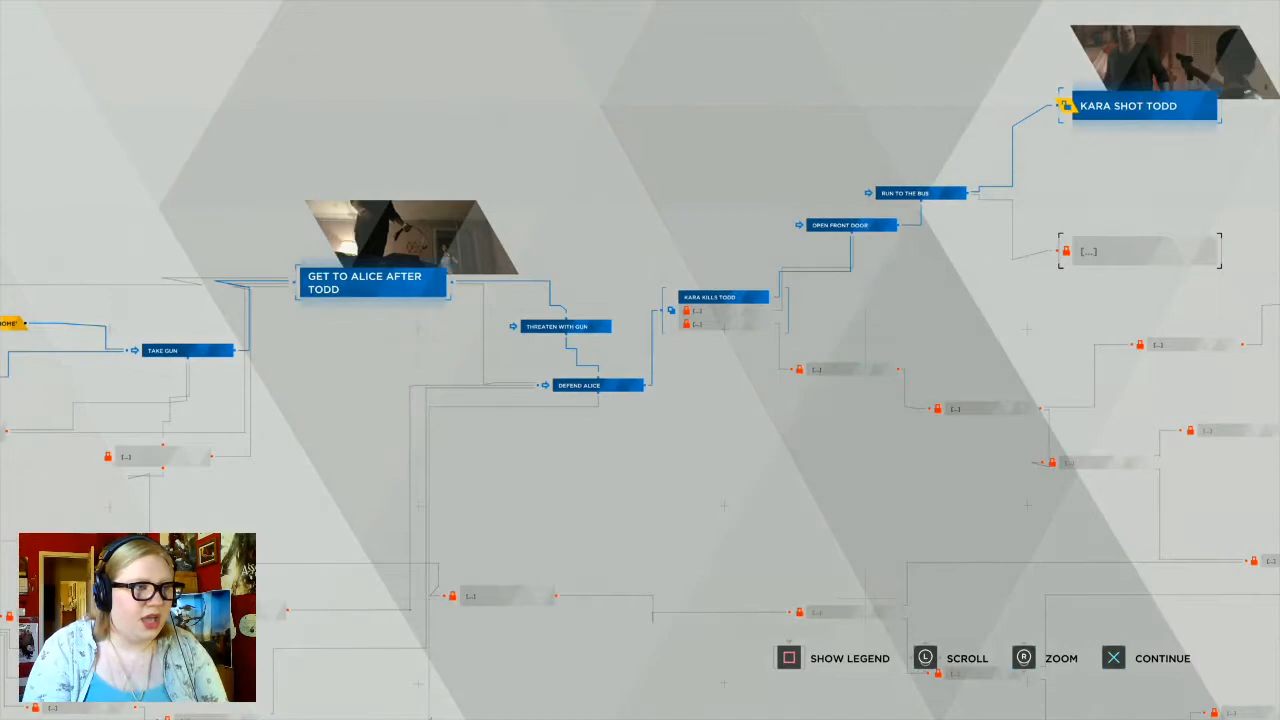 KARA SHOT TODD
RUN TO THE BUS
OPEN FRONT DOOR
[...]
GET TO ALICE AFTER
TODD
KARA KILLS TODD
[...]
[...]
HOME'
THREATEN WITH GUN
TAKE GUN
[...]
[...]
DEFEND ALICE
[...]
[...]
[...]
[...]
[...]
[...]
[...]
SHOW LEGEND
L
SCROLL
R
ZOOM
CONTINUE
[...]
[...]
[...]